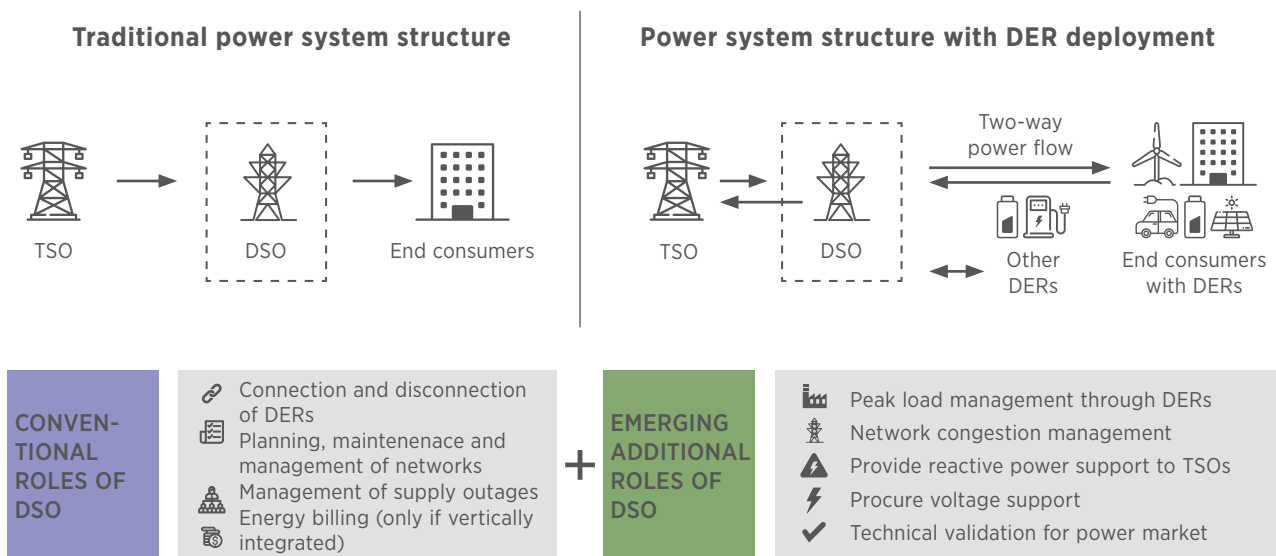 Traditional power system structure
TSO
DSO
End consumers
Power system structure with DER deployment
Two-way
power flow
TSO
DSO
Other
DERs
End consumers
with DERs
CONVEN-
TIONAL
ROLES OF
DSO
Connection and disconnection
of DERs
Planning, maintenenace and
management of networks
Management of supply outages
Energy billing (only if vertically
integrated)
+
EMERGING
ADDITIONAL
ROLES OF
DSO
Peak load management through DERs
Network congestion management
Provide reactive power support to TSOs
Procure voltage support
Technical validation for power market